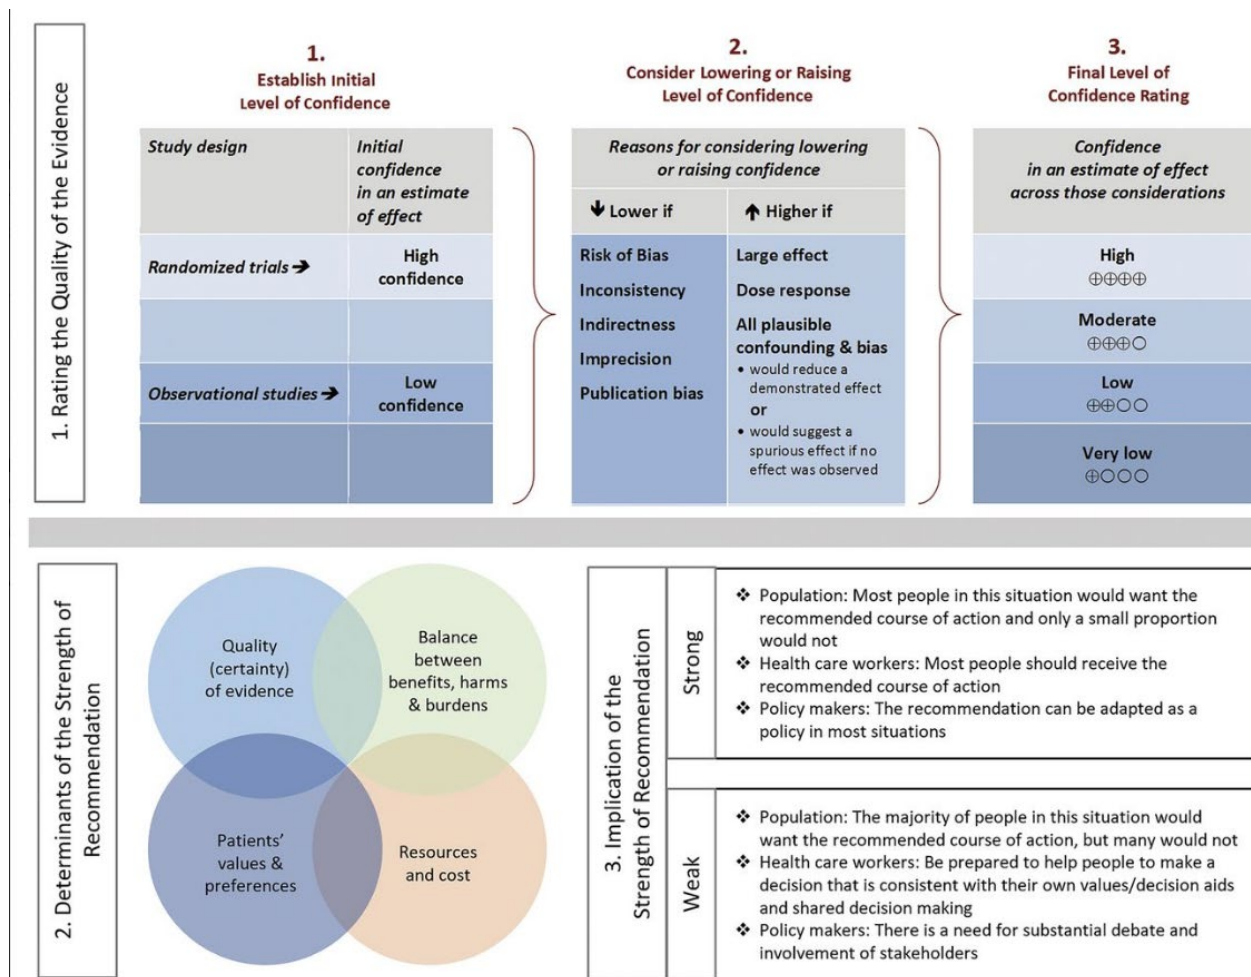 1. Rating the Quality of the Evidence
1.
Establish Initial
Level of Confidence
Study design
Initial
confidence
in an estimate
of effect
Randomized trials➔
High
confidence
Observational studies➔
Low
confidence
2.
Consider Lowering or Raising
Level of Confidence
Reasons for considering lowering
or raising confidence
🡇 Lower if
🡅 Higher if
Risk of Bias
Inconsistency
Indirectness
Imprecision
Publication bias
Large effect
Dose response
All plausible
confounding & bias
• would reduce a
demonstrated effect
or
• would suggest a
spurious effect if no
effect was observed
3.
Final Level of
Confidence Rating
Confidence
in an estimate of effect
across those considerations
High
⊕⊕⊕⊕
Moderate
⊕⊕⊕○
Low
⊕⊕○○
Very low
⊕○○○
2. Determinants of the Strength of
Recommendation
Quality
(certainty)
of evidence
Balance
between
benefits, harms
& burdens
Patients'
values &
preferences
Resources
and cost
3. Implication of the
Strength of Recommendation
Strong
❖ Population: Most people in this situation would want the
recommended course of action and only a small proportion
would not
❖ Health care workers: Most people should receive the
recommended course of action
❖ Policy makers: The recommendation can be adapted as a
policy in most situations
Weak
❖ Population: The majority of people in this situation would
want the recommended course of action, but many would not
❖ Health care workers: Be prepared to help people to make a
decision that is consistent with their own values/decision aids
and shared decision making
❖ Policy makers: There is a need for substantial debate and
involvement of stakeholders